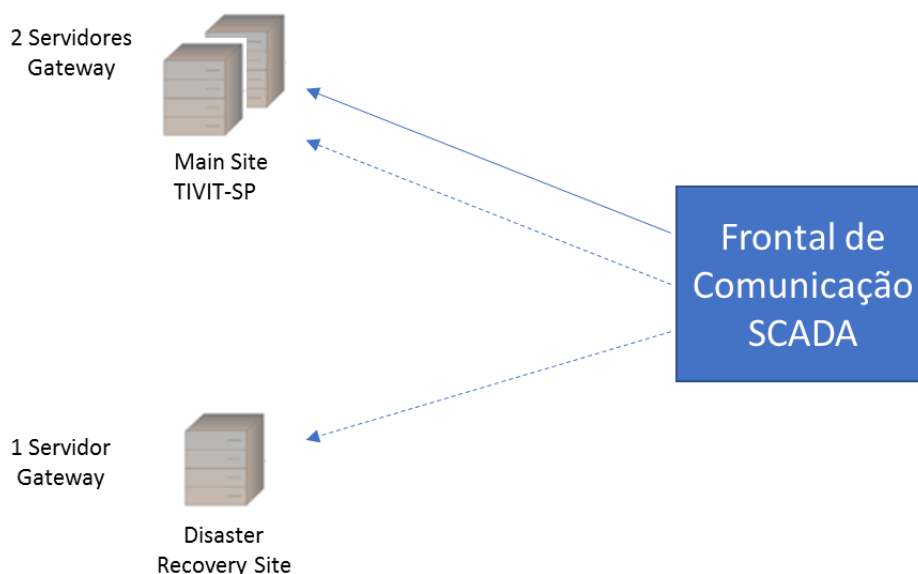 2 Servidores
Gateway
Main Site
TIVIT-SP
Frontal de
Comunicação
SCADA
1 Servidor
Gateway
Disaster
Recovery Site